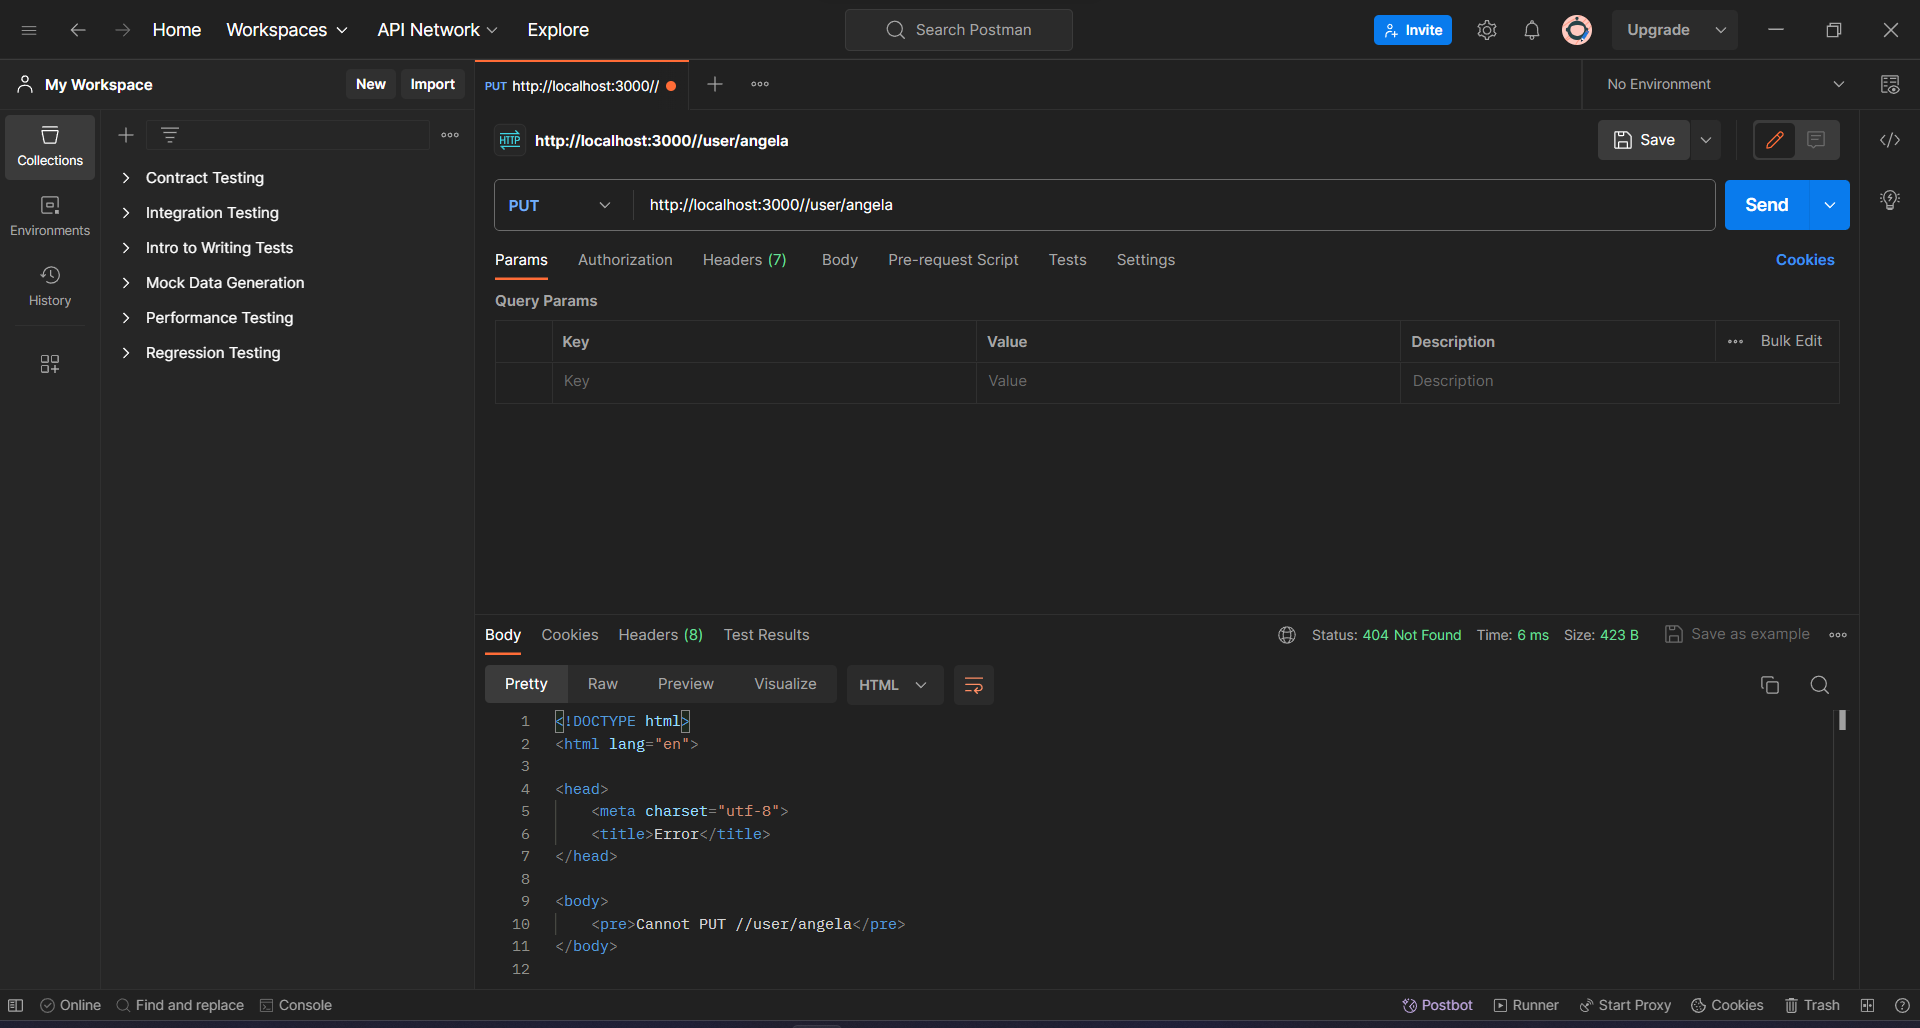 Home Workspaces API Network Explore Search Postman Invite Upgrade
My Workspace New Import PUT http://localhost:3000// No Environment
HTTP http://localhost:3000//user/angela Save
Collections
Contract Testing
Integration Testing
Intro to Writing Tests
Mock Data Generation
Performance Testing
Regression Testing
Environments
History
PUT http://localhost:3000//user/angela Send
Params Authorization Headers (7) Body Pre-request Script Tests Settings Cookies
Query Params
Key Value Description Bulk Edit
Key Value Description
Body Cookies Headers (8) Test Results Status: 404 Not Found Time: 6 ms Size: 423 B Save as example
Pretty Raw Preview Visualize HTML
1 <!DOCTYPE html>
2 <html lang="en">
3
4 <head>
5 <meta charset="utf-8">
6 <title>Error</title>
7 </head>
8
9 <body>
10 <pre>Cannot PUT //user/angela</pre>
11 </body>
12
Online Find and replace Console Postbot Runner Start Proxy Cookies Trash